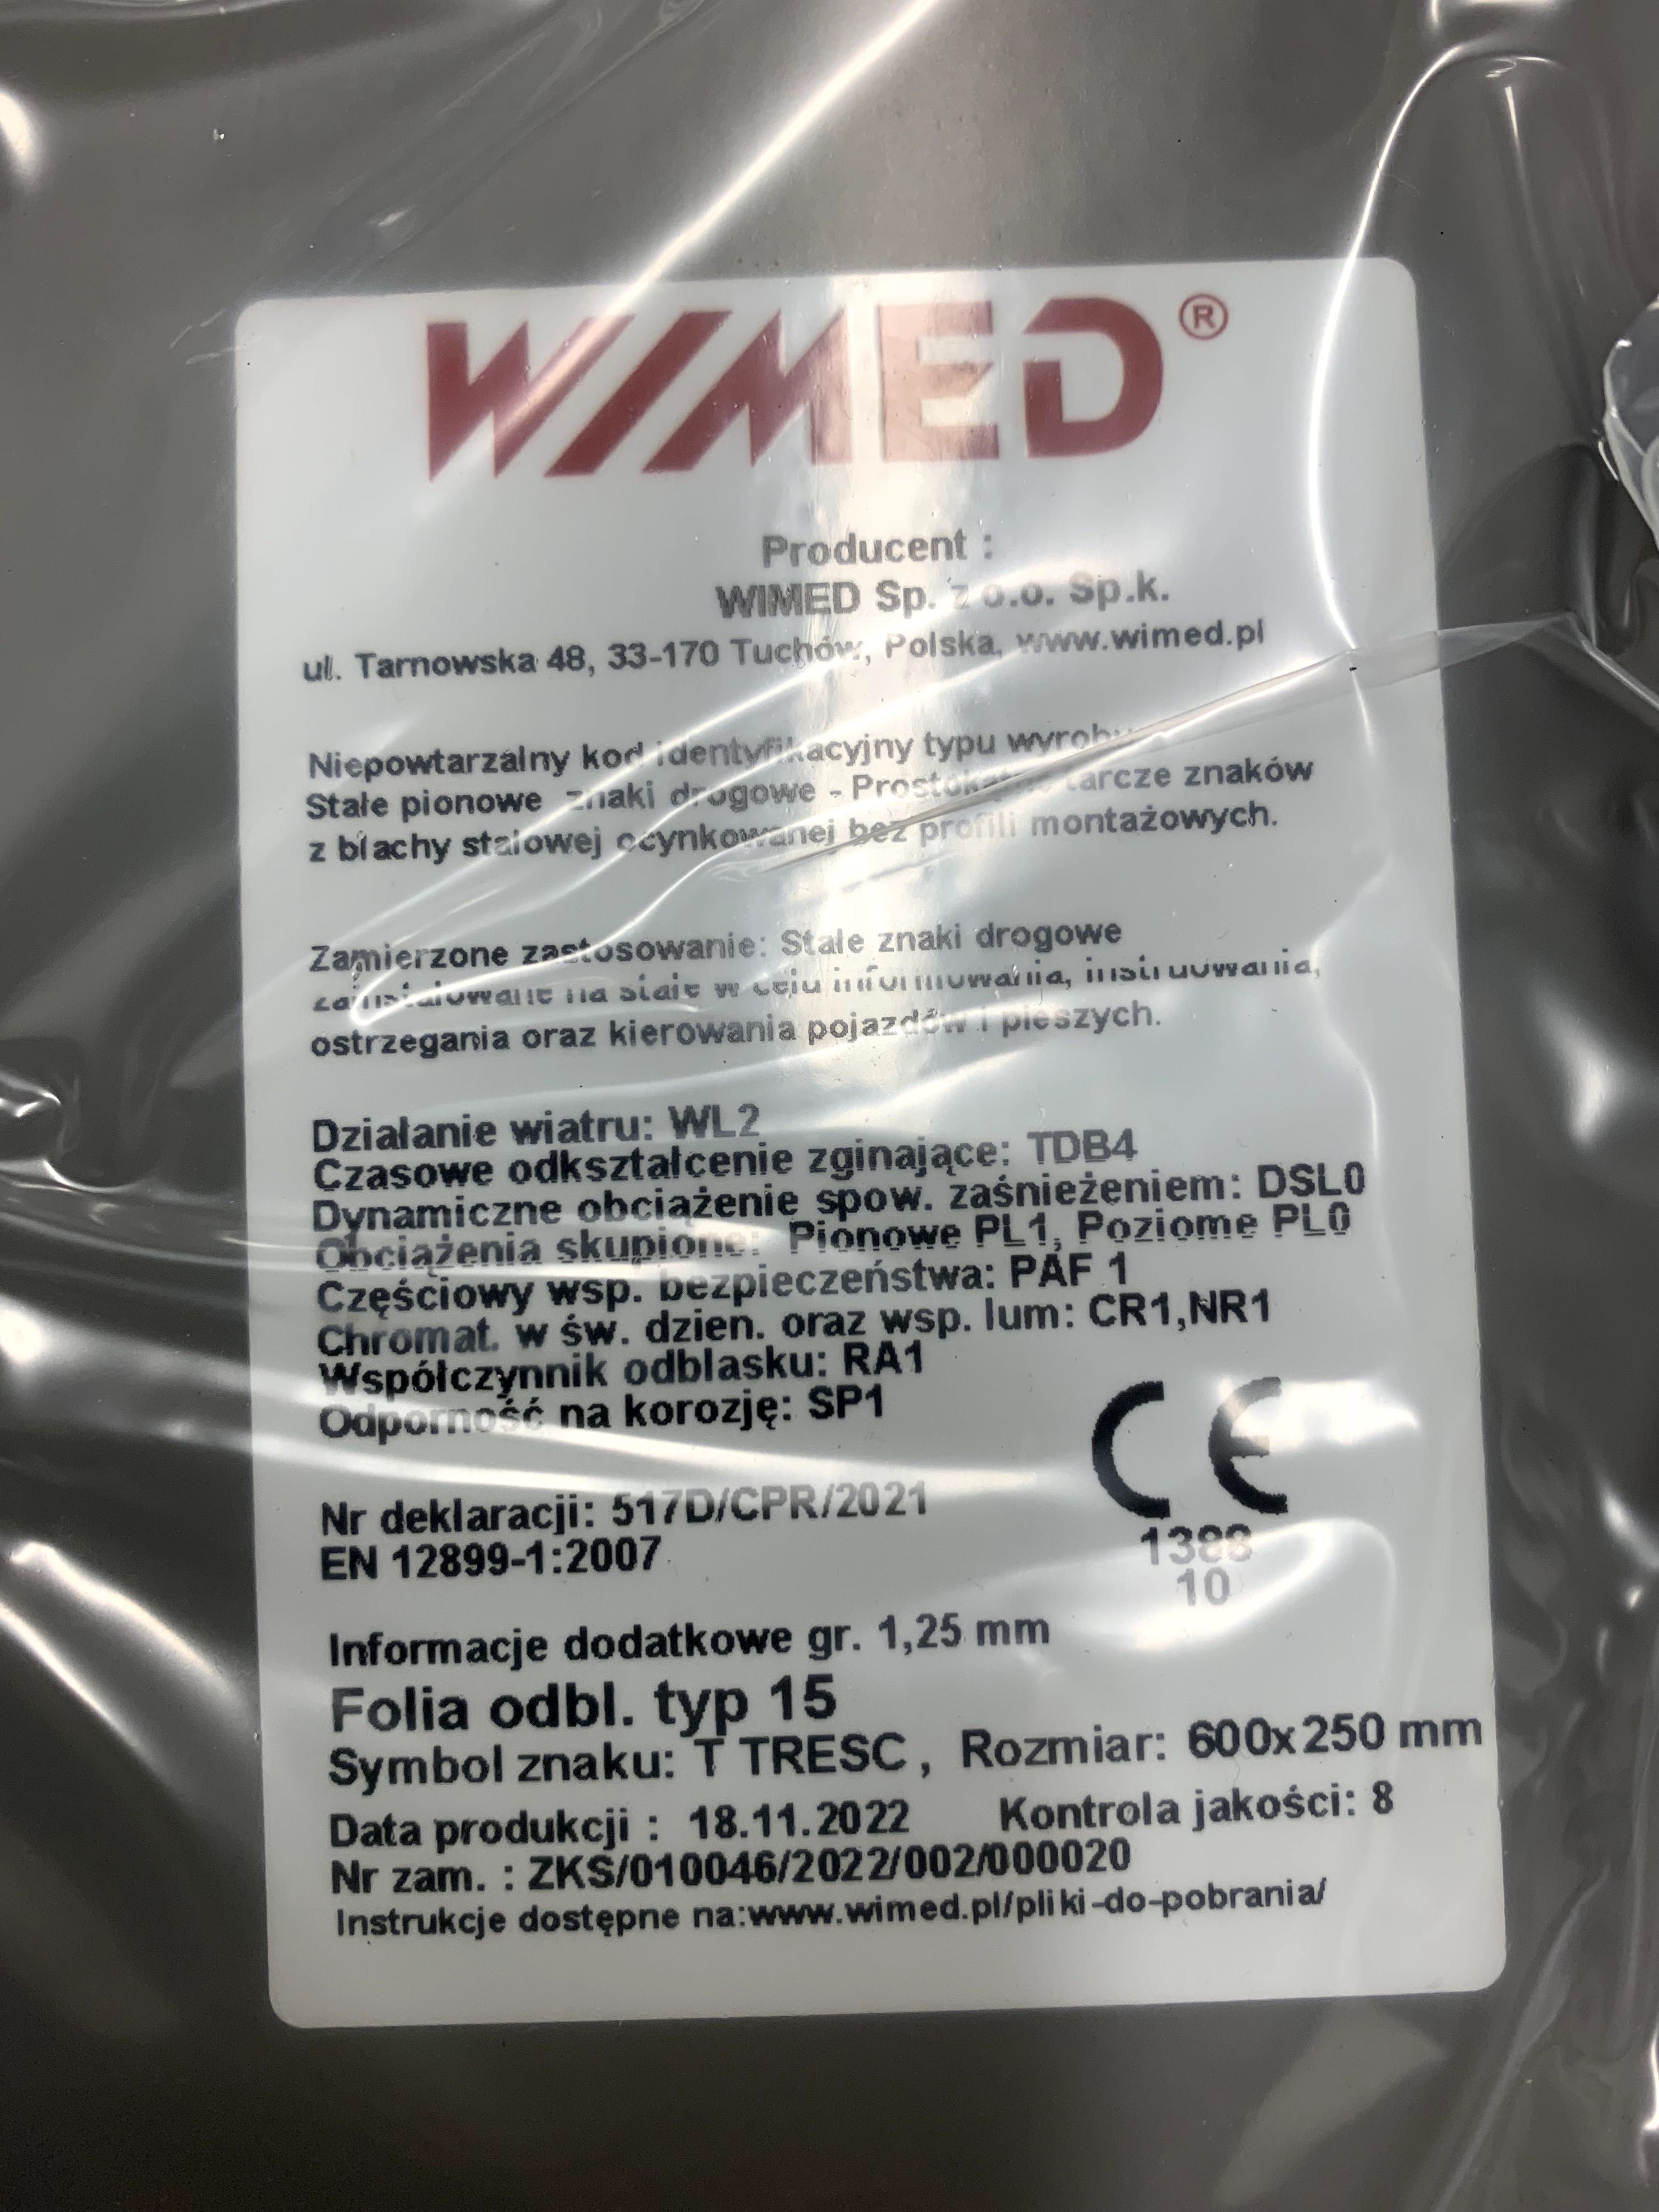 WIMED®
Producent :
WIMED Sp. z o.o. Sp.k.
ul. Tarnowska 48, 33-170 Tuchów, Polska, www.wimed.pl
Niepowtarzalny kod identyfikacyjny typu wyrobu
Stałe pionowe znaki drogowe - Prostokątne tarcze znaków
z blachy stalowej ocynkowanej bez profili montażowych.
Zamierzone zastosowanie: Stałe znaki drogowe
zainstalowane na stałe w celu informowania, instruowania,
ostrzegania oraz kierowania pojazdów i pieszych.
Działanie wiatru: WL2
Czasowe odkształcenie zginające: TDB4
Dynamiczne obciążenie spow. zaśnieżeniem: DSL0
Obciążenia skupione: Pionowe PL1, Poziome PL0
Częściowy wsp. bezpieczeństwa: PAF 1
Chromat. w św. dzien. oraz wsp. lum: CR1,NR1
Współczynnik odblasku: RA1
Odporność na korozję: SP1
CE
Nr deklaracji: 517D/CPR/2021
EN 12899-1:2007
1388
10
Informacje dodatkowe gr. 1,25 mm
Folia odbl. typ 15
Symbol znaku: T TRESC , Rozmiar: 600x250 mm
Data produkcji : 18.11.2022 Kontrola jakości: 8
Nr zam. : ZKS/010046/2022/002/000020
Instrukcje dostępne na:www.wimed.pl/pliki-do-pobrania/